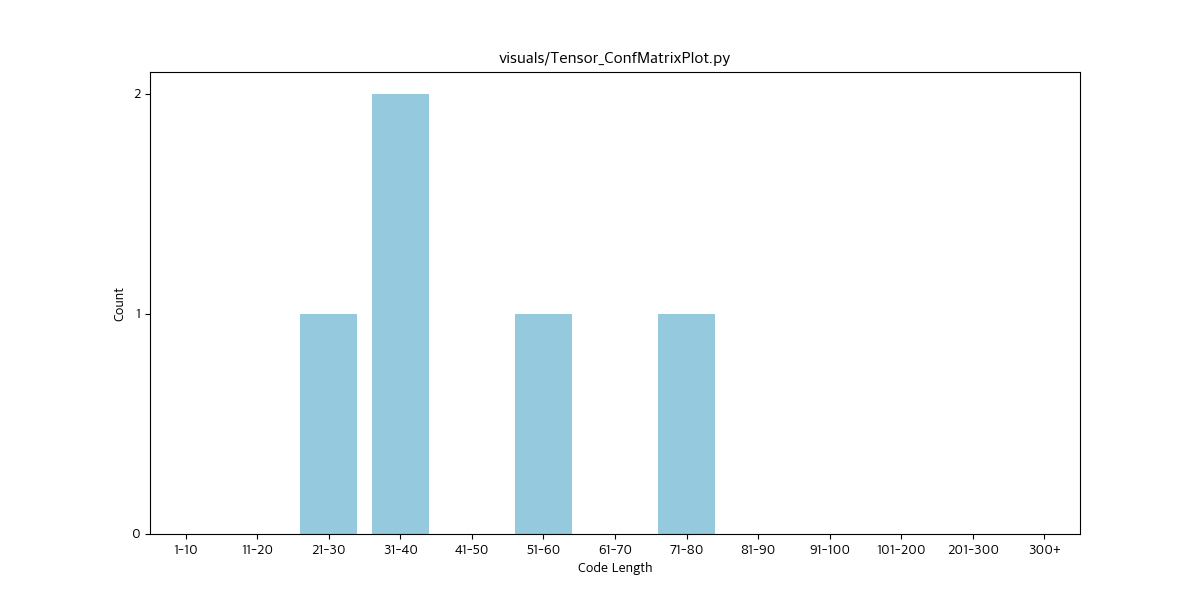 visuals/Tensor_ConfMatrixPlot.py
2
1
0
Count
1-10 11-20 21-30 31-40 41-50 51-60 61-70 71-80 81-90 91-100 101-200 201-300 300+
Code Length